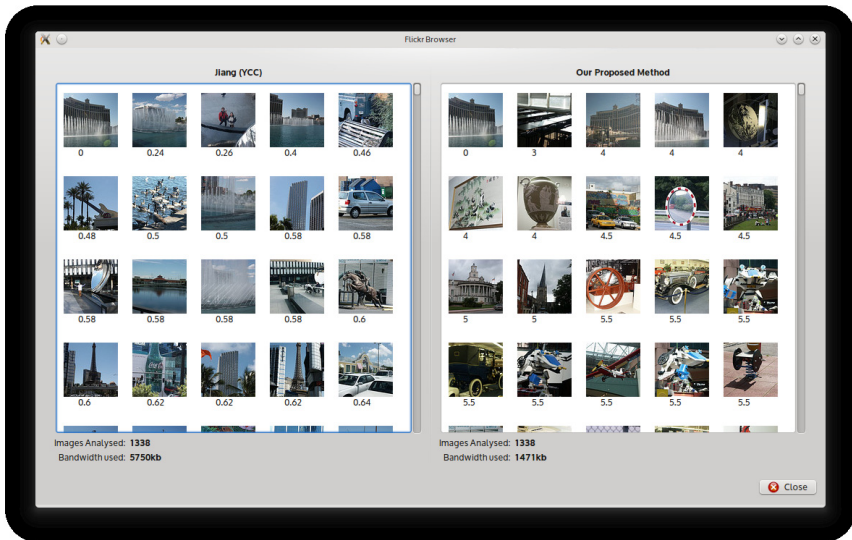 Flickr Browser
Jiang (YCC)
0 0.24 0.26 0.4 0.46
0.48 0.5 0.5 0.58 0.58
0.58 0.58 0.58 0.58 0.6
0.6 0.62 0.62 0.62 0.64
Images Analysed: 1338
Bandwidth used: 5750kb
Our Proposed Method
0 3 4 4 4
4 4 4.5 4.5 4.5
5 5 5.5 5.5 5.5
5.5 5.5 5.5 5.5 5.5
Images Analysed: 1338
Bandwidth used: 1471kb
Close